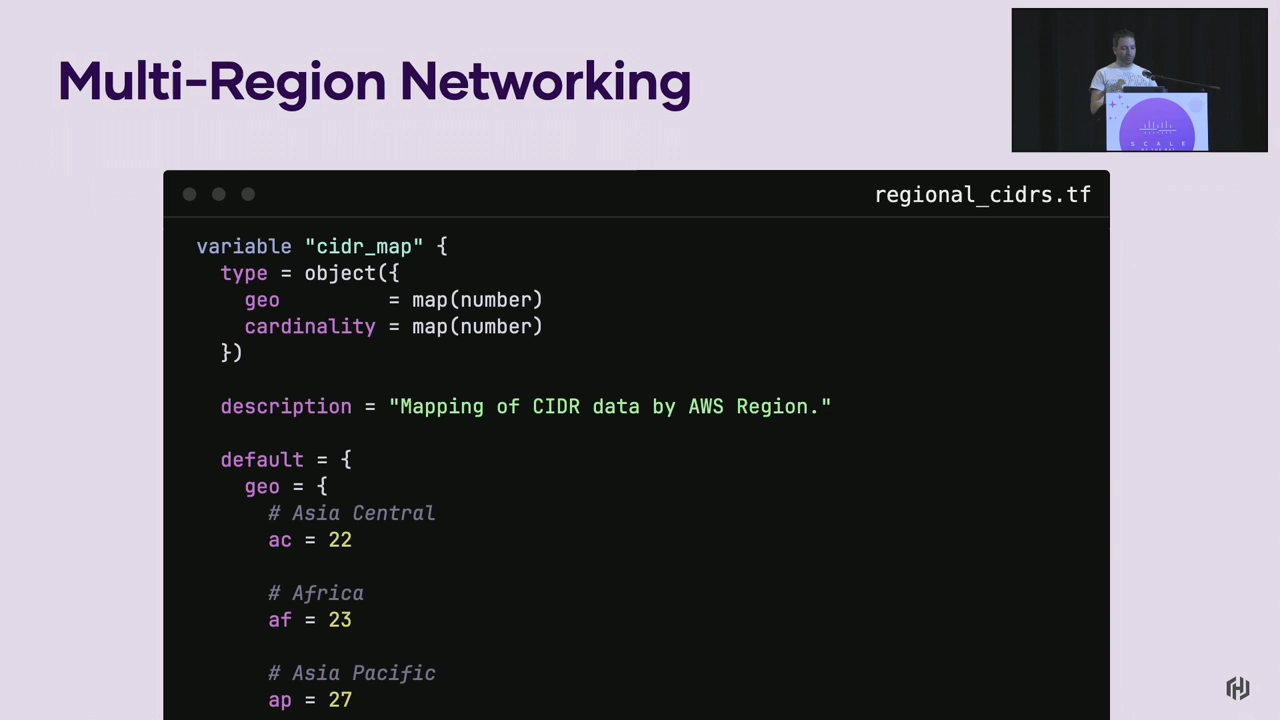 Multi-Region Networking
regional_cidrs.tf
variable "cidr_map" {
  type = object({
    geo         = map(number)
    cardinality = map(number)
  })
  description = "Mapping of CIDR data by AWS Region."
  default = {
    geo = {
      # Asia Central
      ac = 22
      # Africa
      af = 23
      # Asia Pacific
      ap = 27
SCALE